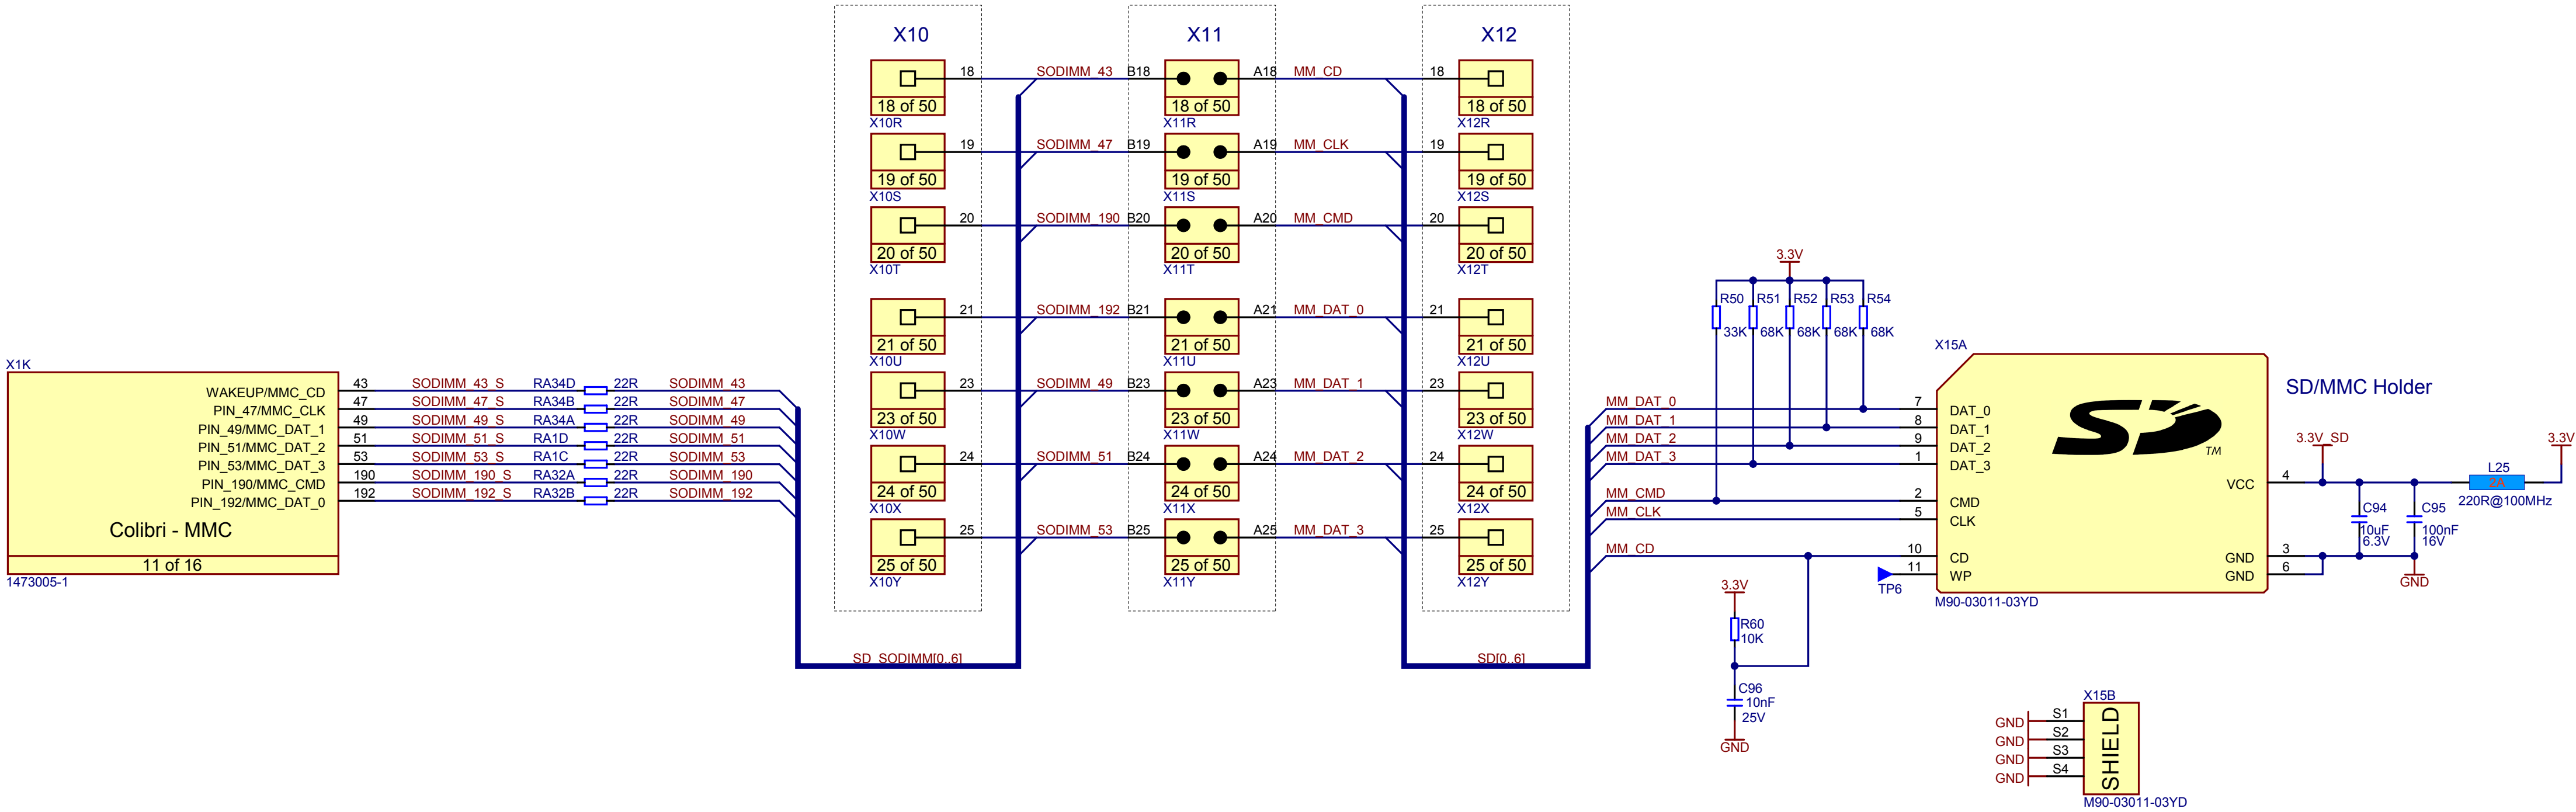 X10
X11
X12
18 SODIMM_43 B18 A18 MM_CD 18
18 of 50 18 of 50 18 of 50
X10R X11R X12R
19 SODIMM_47 B19 A19 MM_CLK 19
19 of 50 19 of 50 19 of 50
X10S X11S X12S
20 SODIMM_190 B20 A20 MM_CMD 20
20 of 50 20 of 50 20 of 50
X10T X11T X12T
21 SODIMM_192 B21 A21 MM_DAT_0 21
21 of 50 21 of 50 21 of 50
X10U X11U X12U
23 SODIMM_49 B23 A23 MM_DAT_1 23
23 of 50 23 of 50 23 of 50
X10W X11W X12W
24 SODIMM_51 B24 A24 MM_DAT_2 24
24 of 50 24 of 50 24 of 50
X10X X11X X12X
25 SODIMM_53 B25 A25 MM_DAT_3 25
25 of 50 25 of 50 25 of 50
X10Y X11Y X12Y
SD_SODIMM[0..6]
SD[0..6]
X1K
WAKEUP/MMC_CD 43 SODIMM_43_S RA34D 22R SODIMM_43
PIN_47/MMC_CLK 47 SODIMM_47_S RA34B 22R SODIMM_47
PIN_49/MMC_DAT_1 49 SODIMM_49_S RA34A 22R SODIMM_49
PIN_51/MMC_DAT_2 51 SODIMM_51_S RA1D 22R SODIMM_51
PIN_53/MMC_DAT_3 53 SODIMM_53_S RA1C 22R SODIMM_53
PIN_190/MMC_CMD 190 SODIMM_190_S RA32A 22R SODIMM_190
PIN_192/MMC_DAT_0 192 SODIMM_192_S RA32B 22R SODIMM_192
Colibri - MMC
11 of 16
1473005-1
3.3V
R50 R51 R52 R53 R54
33K 68K 68K 68K 68K
X15A
SD/MMC Holder
SD TM
MM_DAT_0 7 DAT_0
MM_DAT_1 8 DAT_1
MM_DAT_2 9 DAT_2
MM_DAT_3 1 DAT_3
MM_CMD 2 CMD
MM_CLK 5 CLK
MM_CD 10 CD
TP6 11 WP
VCC 4
GND 3
GND 6
M90-03011-03YD
3.3V_SD
3.3V
L25
2A
220R@100MHz
C94
10uF
6.3V
C95
100nF
16V
GND
3.3V
R60
10K
C96
10nF
25V
GND
X15B
GND S1
GND S2
GND S3
GND S4
SHIELD
M90-03011-03YD